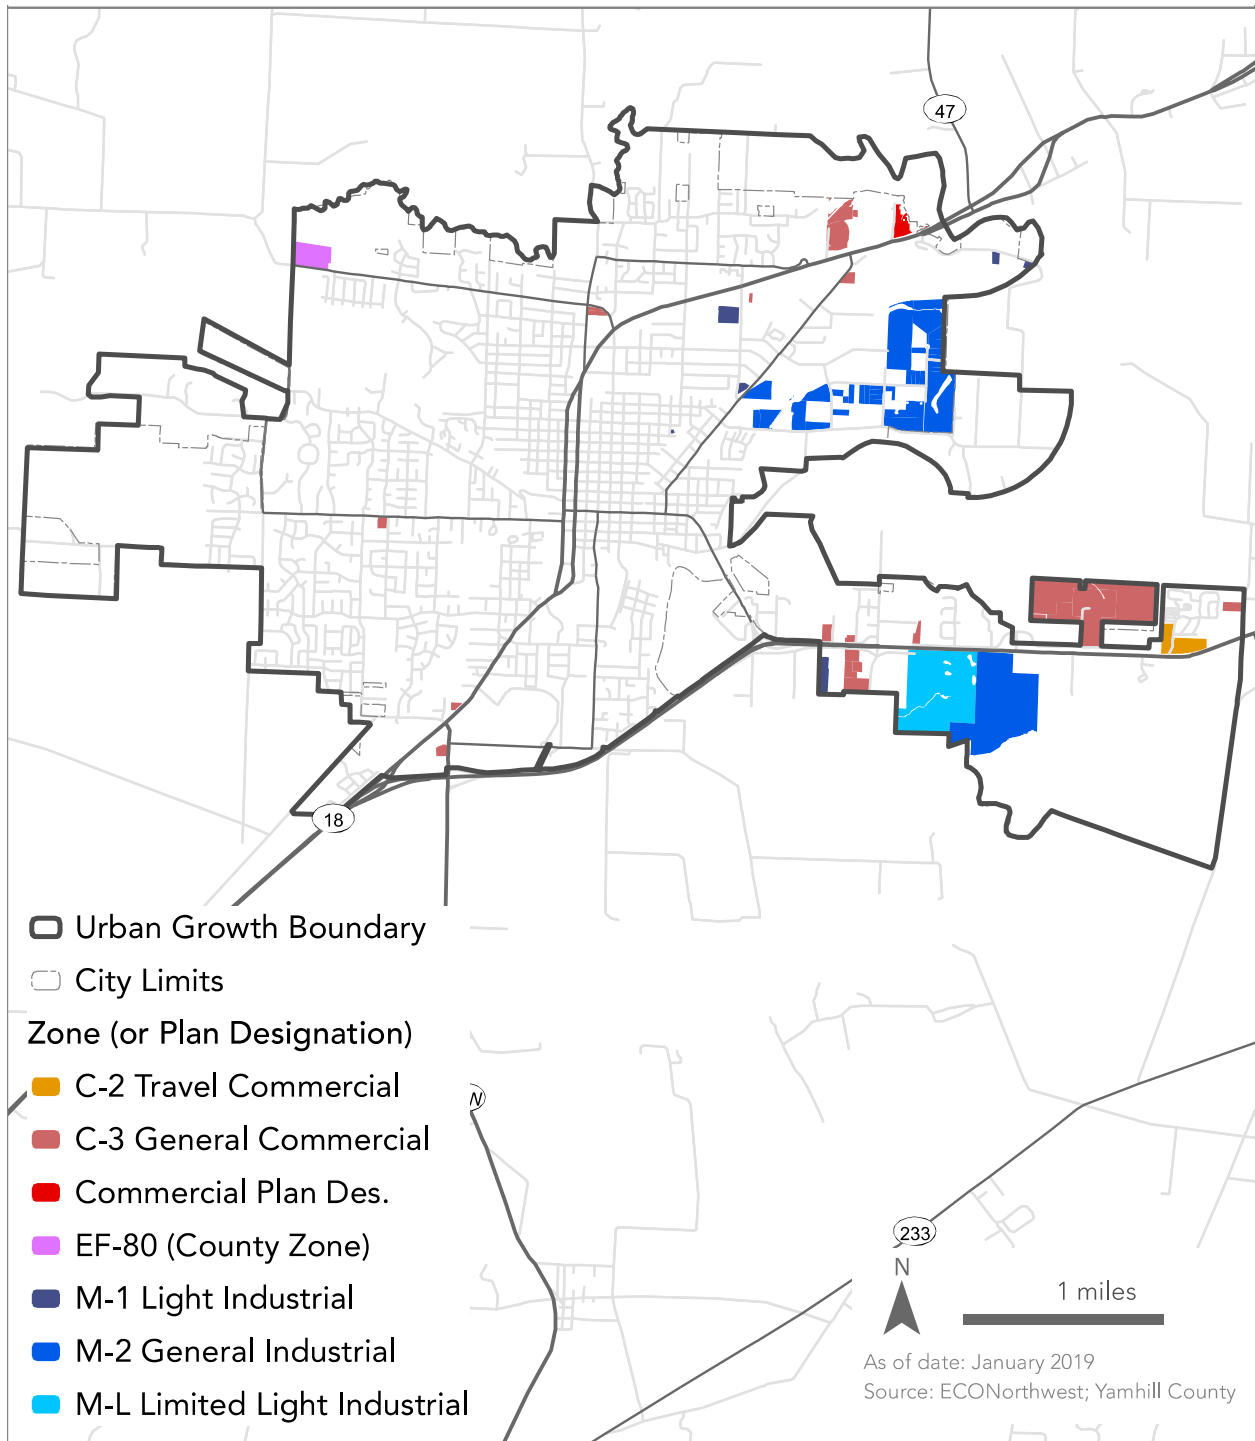 47
18
Urban Growth Boundary
City Limits
Zone (or Plan Designation)
C-2 Travel Commercial
C-3 General Commercial
Commercial Plan Des.
EF-80 (County Zone)
M-1 Light Industrial
M-2 General Industrial
M-L Limited Light Industrial
W
233
N
1 miles
As of date: January 2019
Source: ECONorthwest; Yamhill County